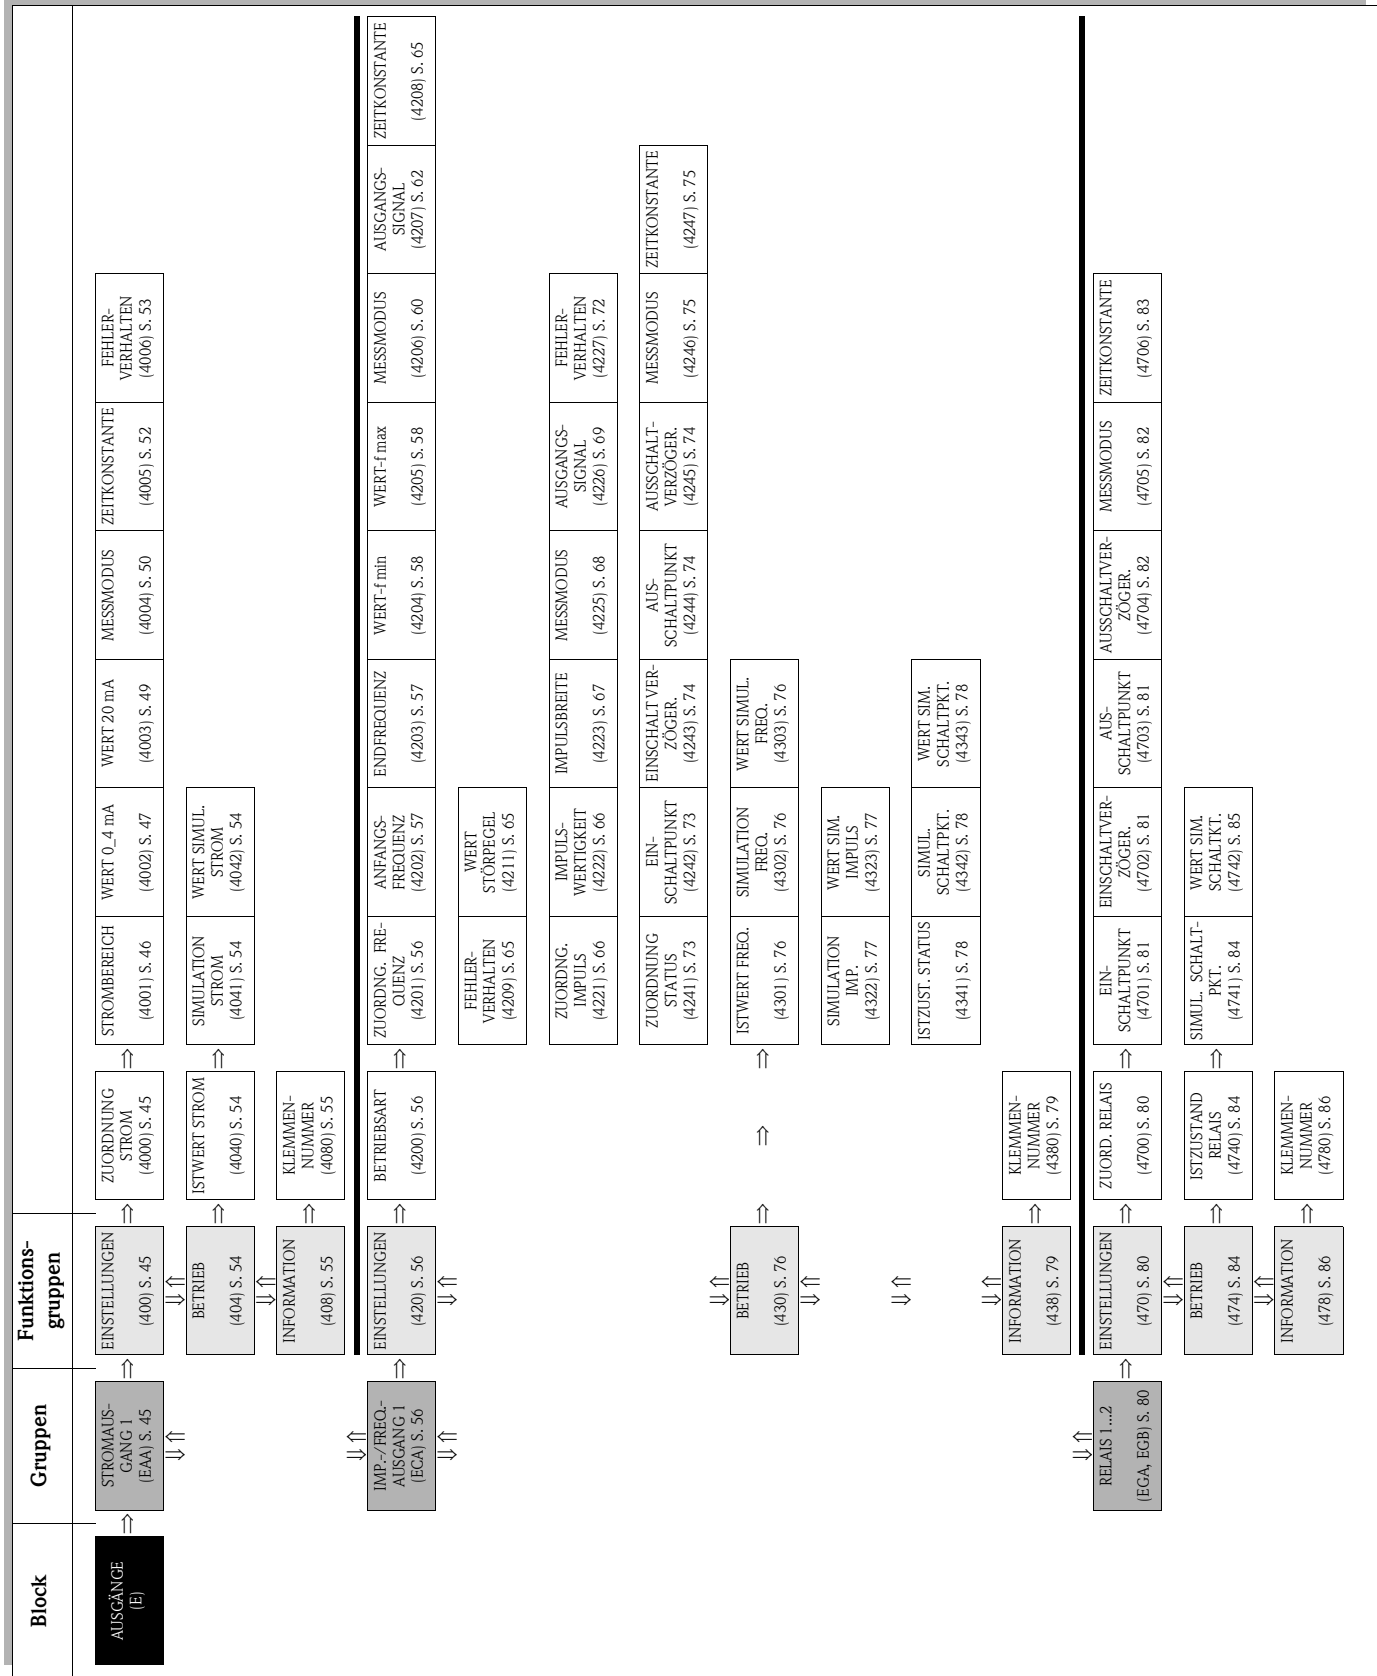 Block
Gruppen
Funktions-
gruppen
AUSGÄNGE
(E)
⇒
STROMAUS-
GANG 1
(EAA) S. 45
⇒
EINSTELLUNGEN
(400) S. 45
⇒
ZUORDNUNG
STROM
(4000) S. 45
⇒
STROMBEREICH
(4001) S. 46
WERT 0_4 mA
(4002) S. 47
WERT 20 mA
(4003) S. 49
MESSMODUS
(4004) S. 50
ZEITKONSTANTE
(4005) S. 52
FEHLER-
VERHALTEN
(4006) S. 53
BETRIEB
(404) S. 54
⇒
ISTWERT STROM
(4040) S. 54
⇒
SIMULATION
STROM
(4041) S. 54
WERT SIMUL.
STROM
(4042) S. 54
INFORMATION
(408) S. 55
⇒
KLEMMEN-
NUMMER
(4080) S. 55
IMP.-/FREQ.-
AUSGANG 1
(ECA) S. 56
⇒
EINSTELLUNGEN
(420) S. 56
⇒
BETRIEBSART
(4200) S. 56
⇒
ZUORDNG. FRE-
QUENZ
(4201) S. 56
ANFANGS-
FREQUENZ
(4202) S. 57
ENDFREQUENZ
(4203) S. 57
WERT-f min
(4204) S. 58
WERT-f max
(4205) S. 58
MESSMODUS
(4206) S. 60
AUSGANGS-
SIGNAL
(4207) S. 62
ZEITKONSTANTE
(4208) S. 65
FEHLER-
VERHALTEN
(4209) S. 65
WERT
STÖRPEGEL
(4211) S. 65
ZUORDNG.
IMPULS
(4221) S. 66
IMPULS-
WERTIGKEIT
(4222) S. 66
IMPULSBREITE
(4223) S. 67
MESSMODUS
(4225) S. 68
AUSGANGS-
SIGNAL
(4226) S. 69
FEHLER-
VERHALTEN
(4227) S. 72
ZUORDNUNG
STATUS
(4241) S. 73
EIN-
SCHALTPUNKT
(4242) S. 73
EINSCHALT VER-
ZÖGER.
(4243) S. 74
AUS-
SCHALTPUNKT
(4244) S. 74
AUSSCHALT-
VERZÖGER.
(4245) S. 74
MESSMODUS
(4246) S. 75
ZEITKONSTANTE
(4247) S. 75
BETRIEB
(430) S. 76
⇒
⇒
⇒
ISTWERT FREQ.
(4301) S. 76
SIMULATION
FREQ.
(4302) S. 76
WERT SIMUL.
FREQ.
(4303) S. 76
SIMULATION
IMP.
(4322) S. 77
WERT SIM.
IMPULS
(4323) S. 77
ISTZUST. STATUS
(4341) S. 78
SIMUL.
SCHALTPKT.
(4342) S. 78
WERT SIM.
SCHALTPKT.
(4343) S. 78
INFORMATION
(438) S. 79
⇒
KLEMMEN-
NUMMER
(4380) S. 79
RELAIS 1...2
(EGA, EGB) S. 80
⇒
EINSTELLUNGEN
(470) S. 80
⇒
ZUORD. RELAIS
(4700) S. 80
⇒
EIN-
SCHALTPUNKT
(4701) S. 81
EINSCHALTVER-
ZÖGER.
(4702) S. 81
AUS-
SCHALTPUNKT
(4703) S. 81
AUSSCHALTVER-
ZÖGER.
(4704) S. 82
MESSMODUS
(4705) S. 82
ZEITKONSTANTE
(4706) S. 83
BETRIEB
(474) S. 84
⇒
ISTZUSTAND
RELAIS
(4740) S. 84
⇒
SIMUL. SCHALT-
PKT.
(4741) S. 84
WERT SIM.
SCHALTKT.
(4742) S. 85
INFORMATION
(478) S. 86
⇒
KLEMMEN-
NUMMER
(4780) S. 86